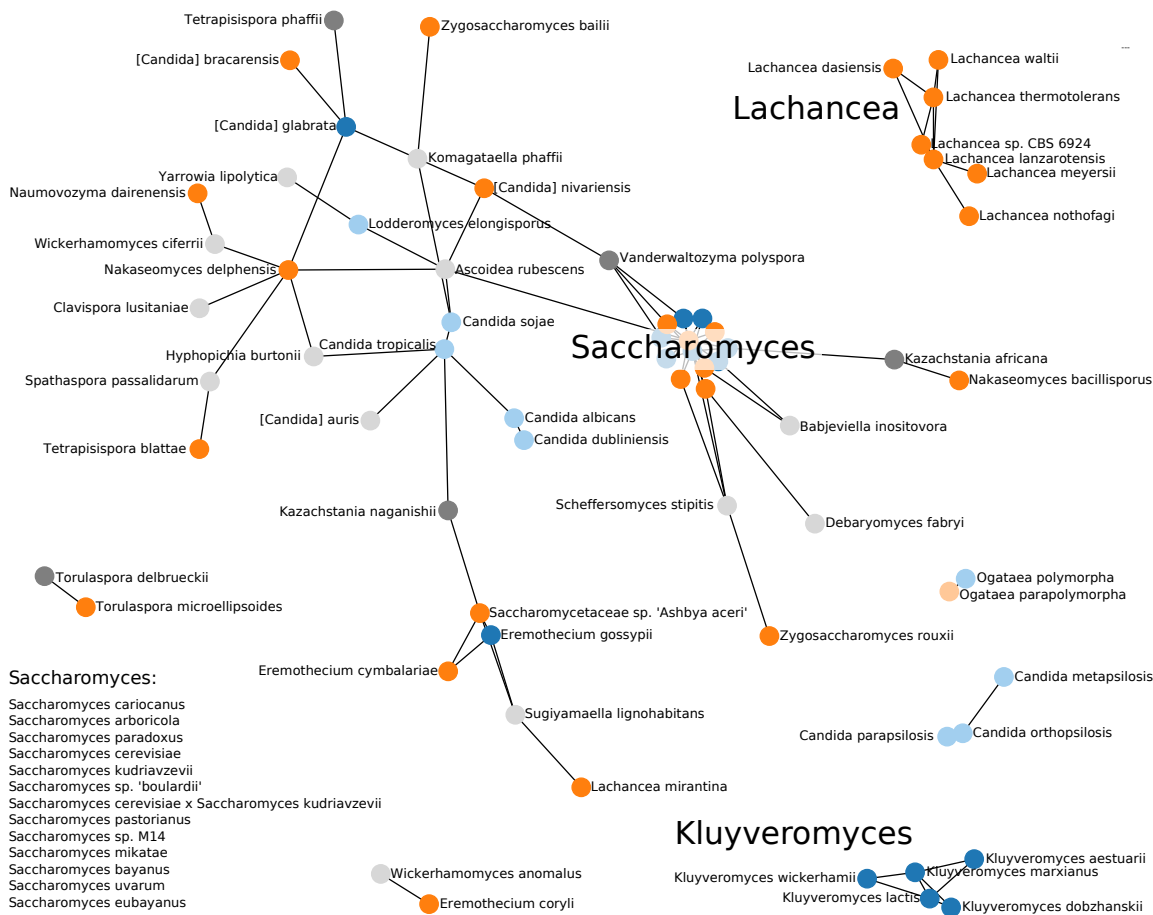 Tetrapisispora phaffii
Zygosaccharomyces bailii
[Candida] bracarensis
Lachancea waltii
Lachancea dasiensis
Lachancea thermotolerans
Lachancea
[Candida] glabrata
Lachancea sp. CBS 6924
Komagataella phaffii
Lachancea lanzarotensis
Lachancea meyersii
Yarrowia lipolytica
[Candida] nivariensis
Naumovozyma dairenensis
Lachancea nothofagi
Lodderomyces elongisporus
Wickerhamomyces ciferrii
Vanderwaltozyma polyspora
Nakaseomyces delphensis
Ascoidea rubescens
Clavispora lusitaniae
Candida sojae
Candida tropicalis
Saccharomyces
Hyphopichia burtonii
Kazachstania africana
Spathaspora passalidarum
Nakaseomyces bacillisporus
[Candida] auris
Candida albicans
Babjeviella inositovora
Candida dubliniensis
Tetrapisispora blattae
Scheffersomyces stipitis
Kazachstania naganishii
Debaryomyces fabryi
Torulaspora delbrueckii
Ogataea polymorpha
Ogataea parapolymorpha
Torulaspora microellipsoides
Saccharomycetaceae sp. 'Ashbya aceri'
Eremothecium gossypii
Zygosaccharomyces rouxii
Eremothecium cymbalariae
Candida metapsilosis
Sugiyamaella lignohabitans
Candida parapsilosis
Candida orthopsilosis
Lachancea mirantina
Saccharomyces:
Saccharomyces cariocanus
Saccharomyces arboricola
Saccharomyces paradoxus
Saccharomyces cerevisiae
Saccharomyces kudriavzevii
Saccharomyces sp. 'boulardii'
Saccharomyces cerevisiae x Saccharomyces kudriavzevii
Saccharomyces pastorianus
Saccharomyces sp. M14
Saccharomyces mikatae
Saccharomyces bayanus
Saccharomyces uvarum
Saccharomyces eubayanus
Wickerhamomyces anomalus
Eremothecium coryli
Kluyveromyces
Kluyveromyces aestuarii
Kluyveromyces marxianus
Kluyveromyces wickerhamii
Kluyveromyces lactis
Kluyveromyces dobzhanskii